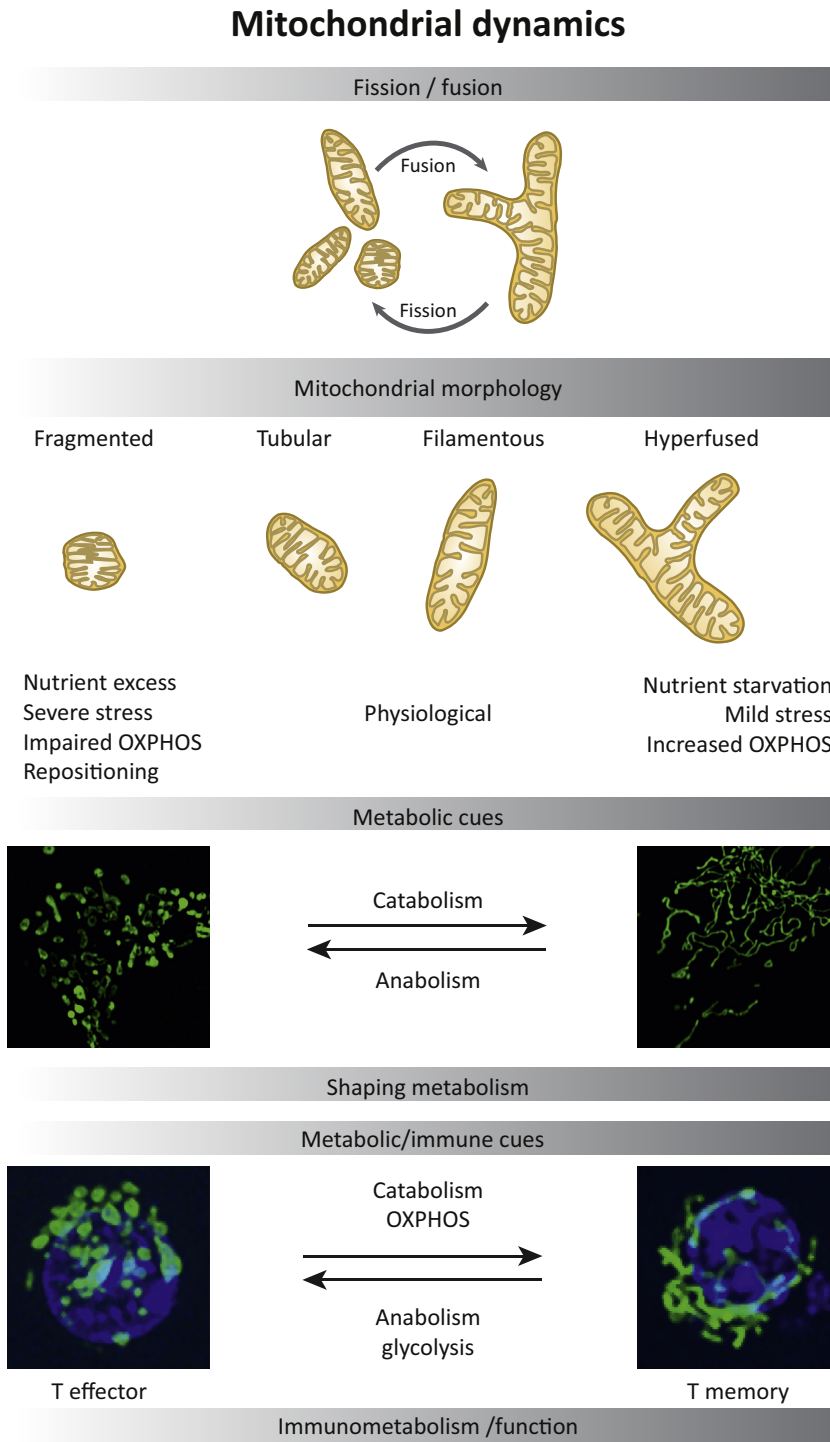 Mitochondrial dynamics
Fission / fusion
Fusion
Fission
Mitochondrial morphology
Fragmented
Tubular
Filamentous
Hyperfused
Nutrient excess
Severe stress
Impaired OXPHOS
Repositioning
Physiological
Nutrient starvation
Mild stress
Increased OXPHOS
Metabolic cues
Catabolism
Anabolism
Shaping metabolism
Metabolic/immune cues
Catabolism
OXPHOS
Anabolism
glycolysis
T effector
T memory
Immunometabolism /function